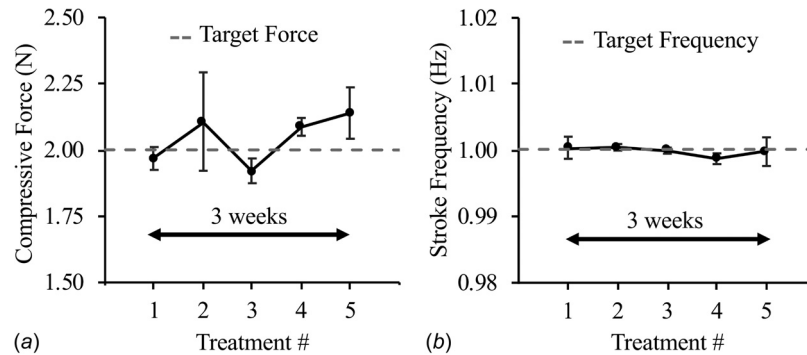 Target Force
Compressive Force (N)
2.50
2.25
2.00
1.75
1.50
3 weeks
1 2 3 4 5
Treatment #
(a)
Target Frequency
Stroke Frequency (Hz)
1.02
1.01
1.00
0.99
0.98
3 weeks
1 2 3 4 5
Treatment #
(b)